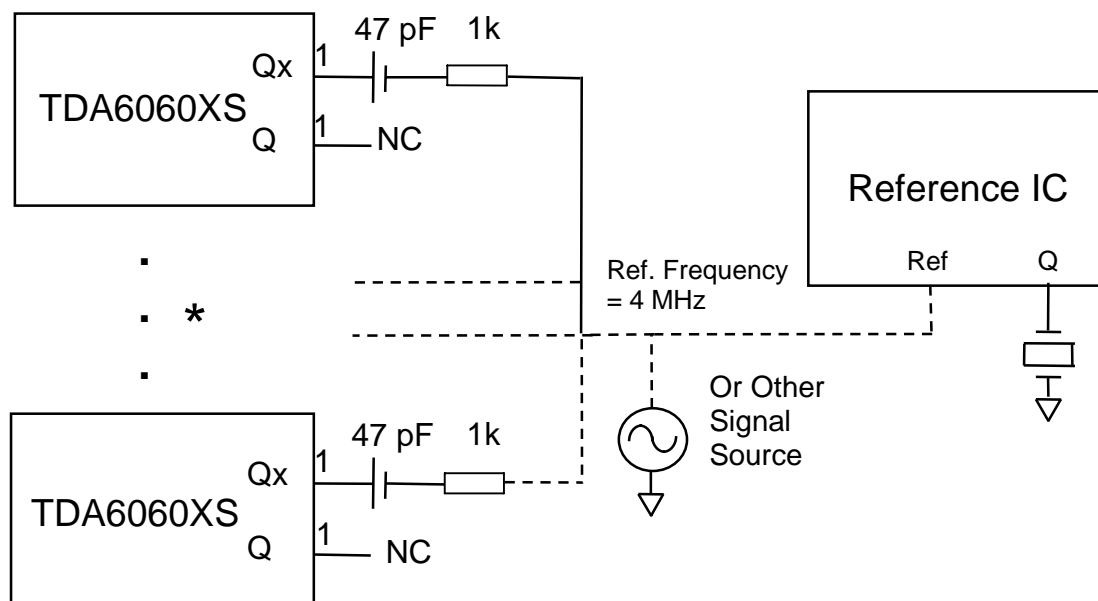 47 pF 1k
Qx 1
TDA6060XS
Q 1 NC
Reference IC
Ref Q
Ref. Frequency
= 4 MHz
*
Or Other
Signal
Source
47 pF 1k
Qx 1
TDA6060XS
Q 1 NC